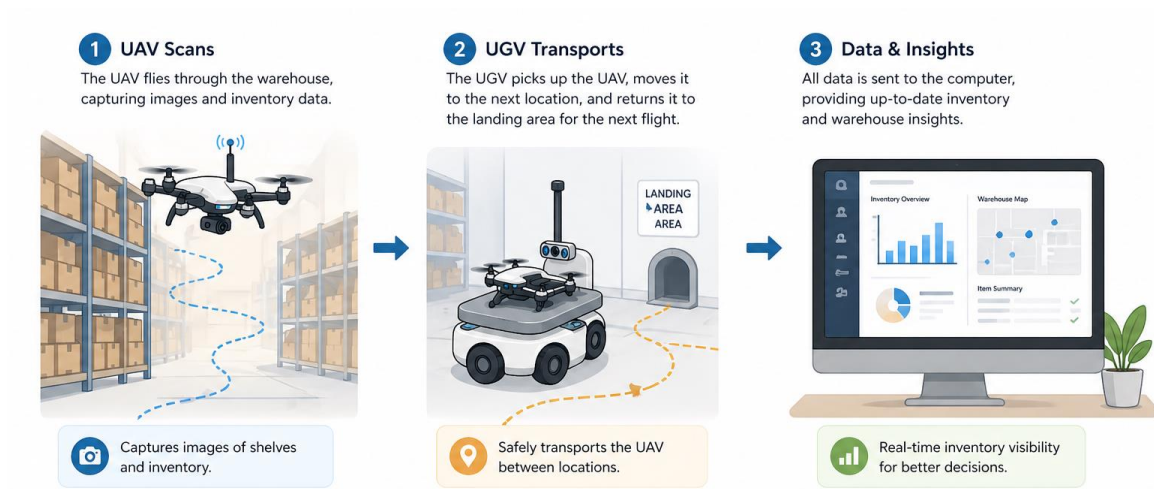 1 UAV Scans
The UAV flies through the warehouse,
capturing images and inventory data.
2 UGV Transports
The UGV picks up the UAV, moves it
to the next location, and returns it to
the landing area for the next flight.
3 Data & Insights
All data is sent to the computer,
providing up-to-date inventory
and warehouse insights.
LANDING
AREA
AREA
Inventory Overview
Warehouse Map
Item Summary
Captures images of shelves
and inventory.
Safely transports the UAV
between locations.
Real-time inventory visibility
for better decisions.